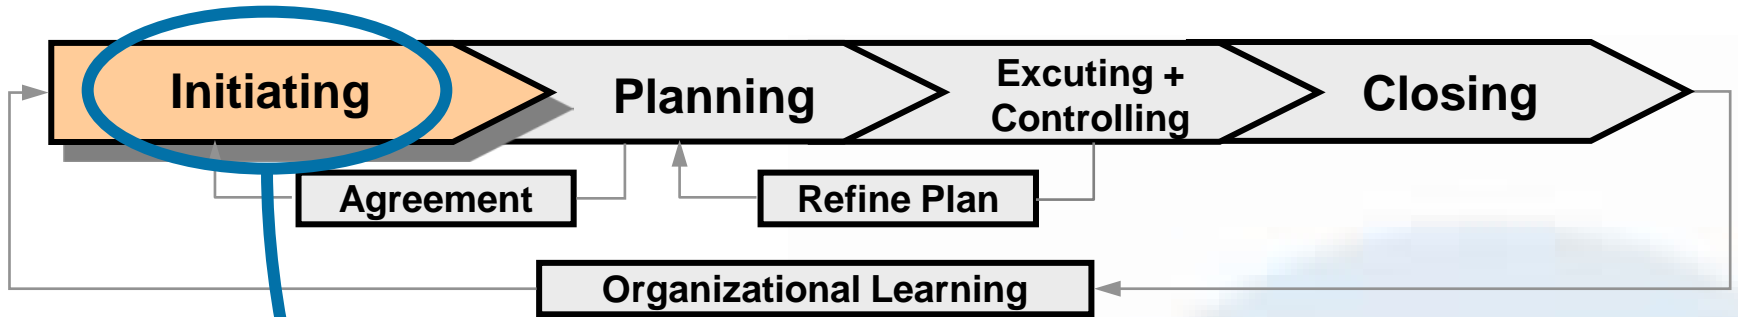 Initiating
Planning
Excuting +
Controlling
Closing
Agreement
Refine Plan
Organizational Learning